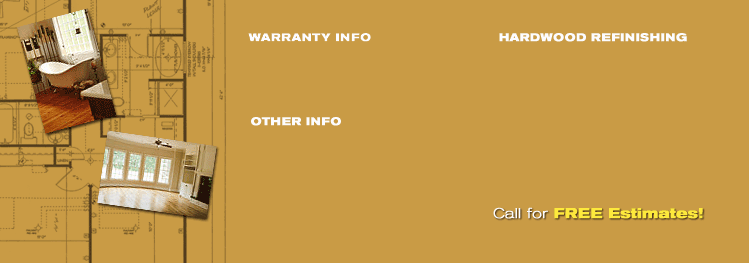 WARRANTY INFO
HARDWOOD REFINISHING
OTHER INFO
Call for FREE Estimates!